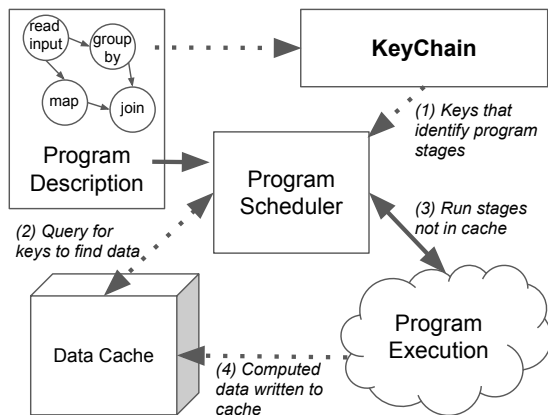 read
input
group
by
map
join
Program
Description
KeyChain
(1) Keys that
identify program
stages
Program
Scheduler
(2) Query for
keys to find data
(3) Run stages
not in cache
Data Cache
Program
Execution
(4) Computed
data written to
cache